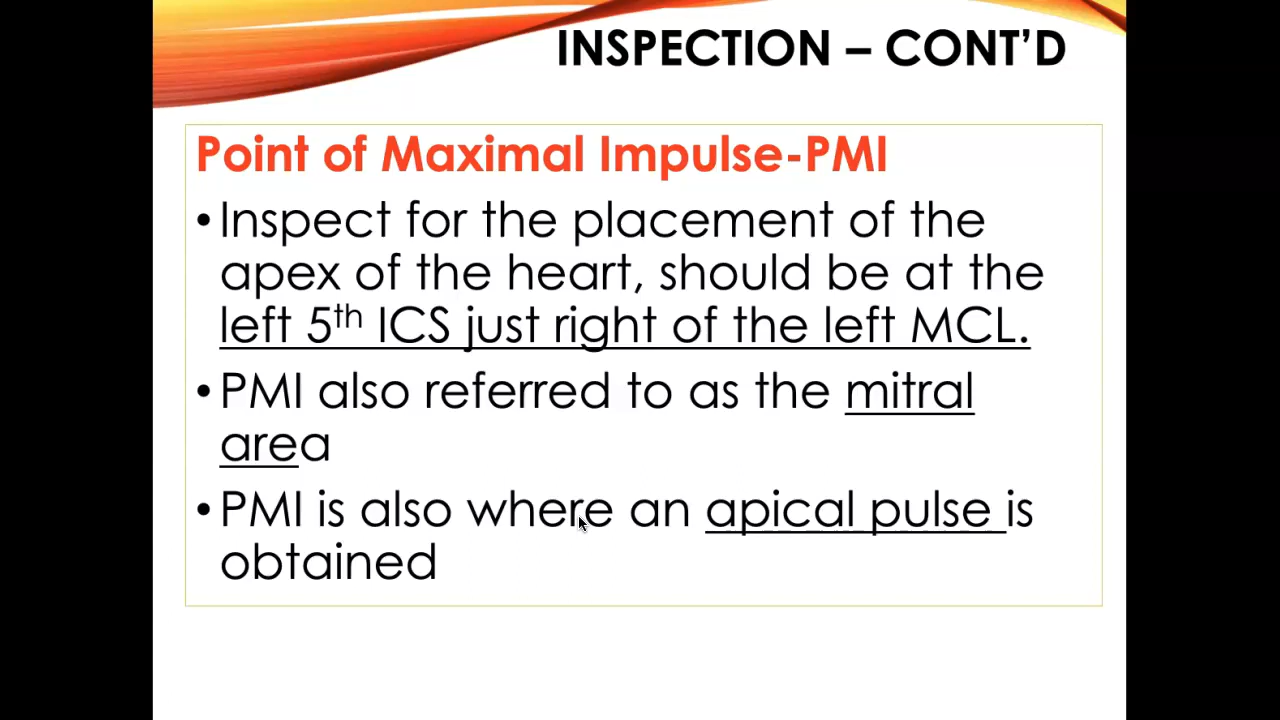 INSPECTION – CONT’D
Point of Maximal Impulse-PMI
•Inspect for the placement of the
apex of the heart, should be at the
left 5th ICS just right of the left MCL.
•PMI also referred to as the mitral
area
•PMI is also where an apical pulse is
obtained